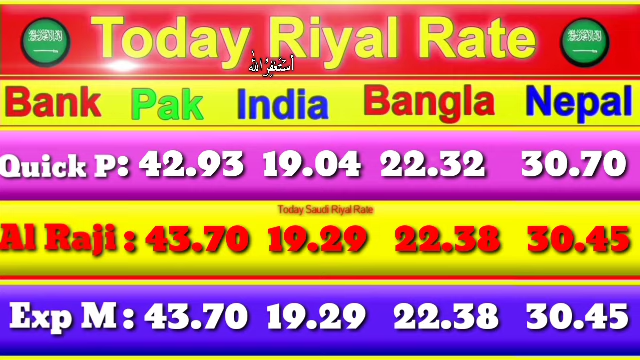 Today Riyal Rate
أستغفر الله
Bank Pak India Bangla Nepal
Quick P: 42.93 19.04 22.32 30.70
Today Saudi Riyal Rate
Al Raji : 43.70 19.29 22.38 30.45
Exp M : 43.70 19.29 22.38 30.45